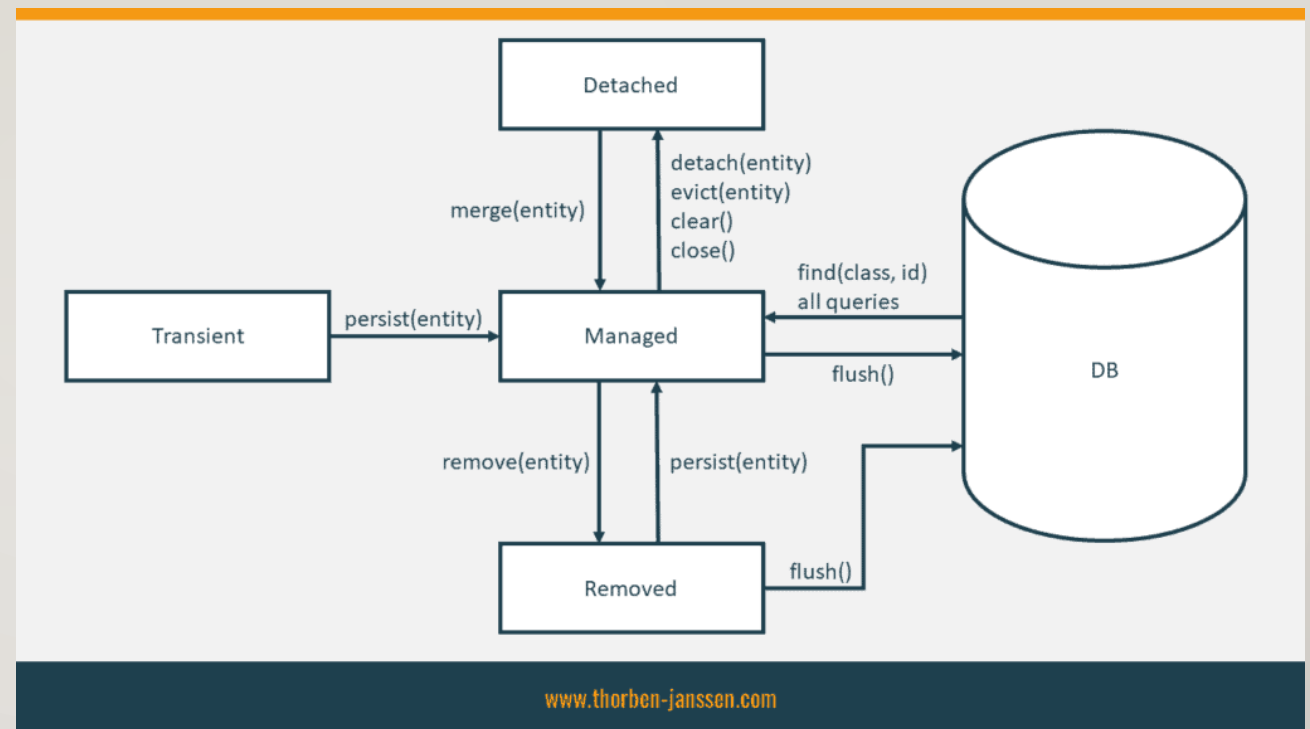 Detached
detach(entity)
evict(entity)
merge(entity)
clear()
close()
find(class, id)
all queries
Transient
persist(entity)
Managed
flush()
DB
remove(entity)
persist(entity)
Removed
flush()
www.thorben-janssen.com